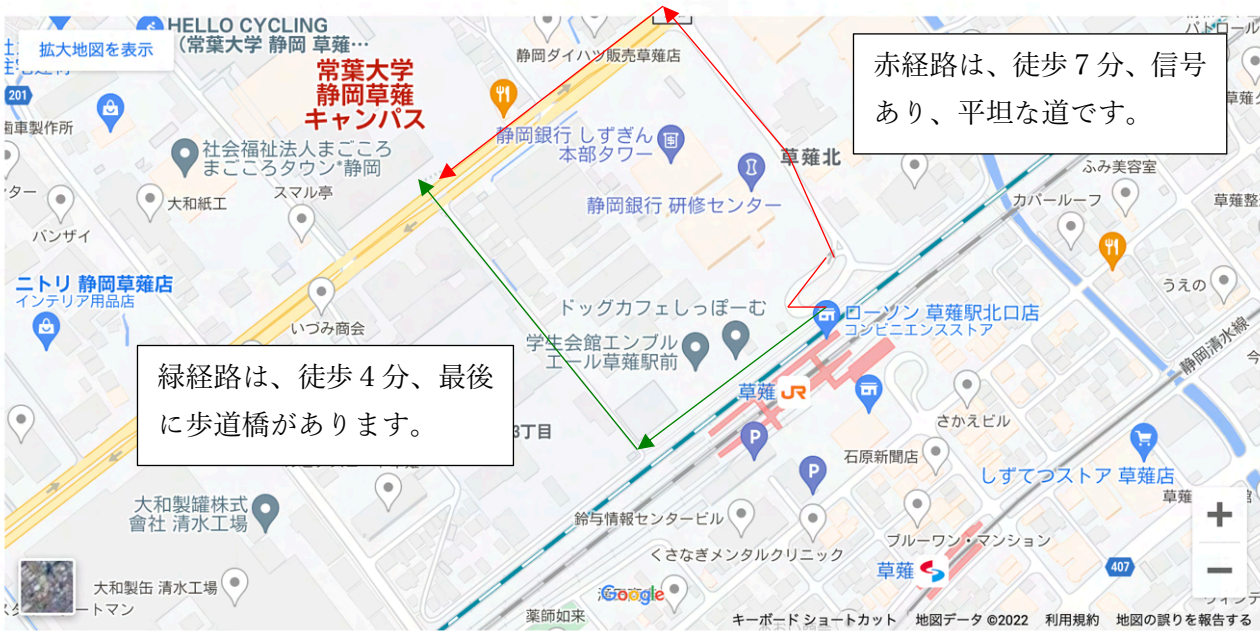 HELLO CYCLING
(常葉大学 静岡 草薙…
拡大地図を表示
常葉大学
静岡草薙
キャンパス
静岡ダイハツ販売草薙店
赤経路は、徒歩７分、信号
あり、平坦な道です。
パトロール
201
歯車製作所
社会福祉法人まごころ
まごころタウン*静岡
静岡銀行 しずぎん
本部タワー
草薙北
大和紙工
スマル亭
静岡銀行 研修センター
ふみ美容室
カバールーフ
草薙整
バンザイ
ニトリ 静岡草薙店
インテリア用品店
いづみ商会
ドッグカフェしっぽーむ
ローソン 草薙駅北口店
コンビニエンスストア
うえの
静岡清水線
学生会館エンブル
エール草薙駅前
緑経路は、徒歩４分、最後
に歩道橋があります。
草薙 JR
さかえビル
3丁目
P
P
石原新聞店
しずてつストア 草薙店
大和製罐株式
會社 清水工場
鈴与情報センタービル
くさなぎメンタルクリニック
ブルーワン・マンション
草薙
407
大和製缶 清水工場
Google
薬師如来
キーボード ショートカット 地図データ ©2022 利用規約 地図の誤りを報告する